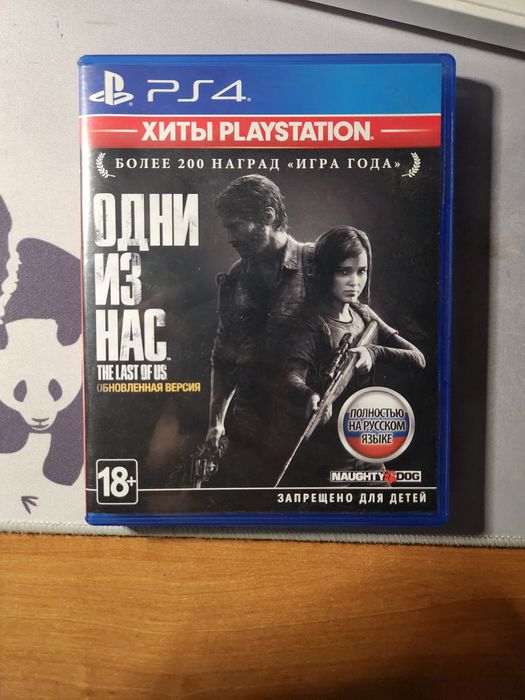 PS4
ХИТЫ PLAYSTATION
БОЛЕЕ 200 НАГРАД «ИГРА ГОДА»
ОДНИ
ИЗ
НАС
THE LAST OF US
ОБНОВЛЕННАЯ ВЕРСИЯ
ПОЛНОСТЬЮ
НА РУССКОМ
ЯЗЫКЕ
18+
NAUGHTY DOG
ЗАПРЕЩЕНО ДЛЯ ДЕТЕЙ